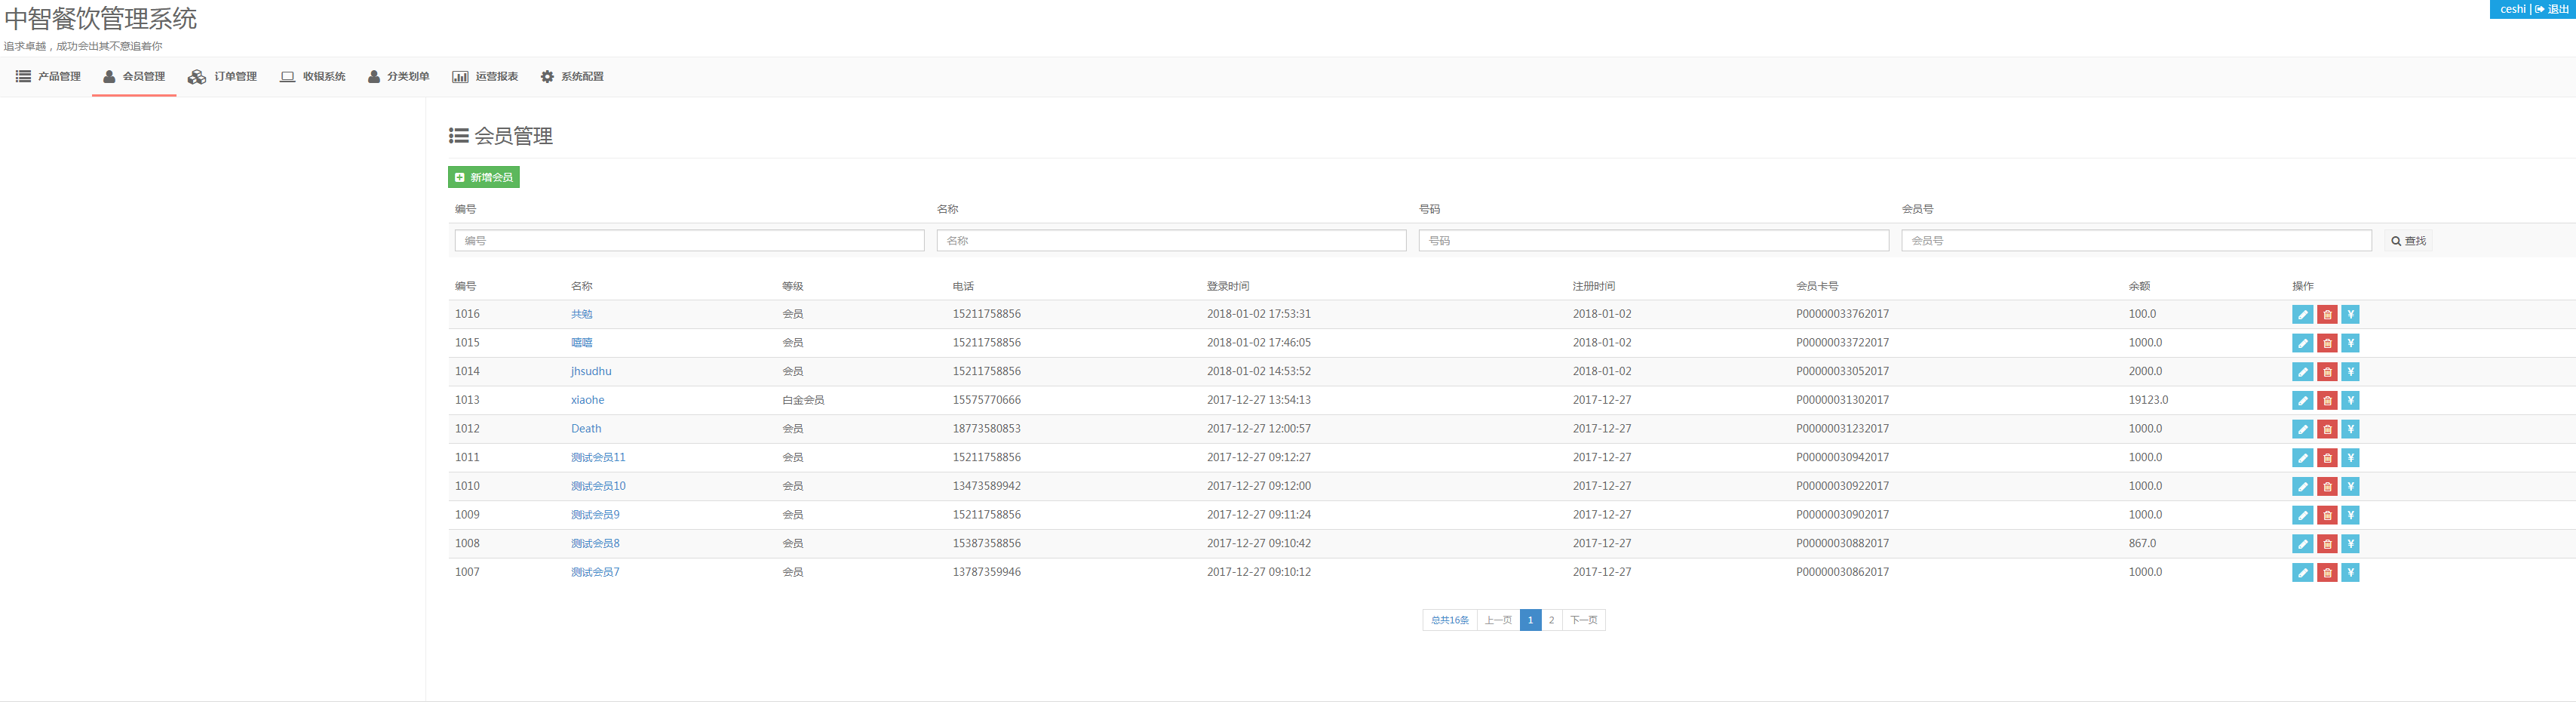 中智餐饮管理系统
ceshi | 退出
追求卓越，成功会出其不意追着你
产品管理 会员管理 订单管理 收银系统 分类划单 运营报表 系统配置
会员管理
新增会员
编号 名称 号码 会员号
编号 名称 号码 会员号 查找
编号 名称 等级 电话 登录时间 注册时间 会员卡号 余额 操作
1016 共勉 会员 15211758856 2018-01-02 17:53:31 2018-01-02 P00000033762017 100.0 ¥
1015 嘻嘻 会员 15211758856 2018-01-02 17:46:05 2018-01-02 P00000033722017 1000.0 ¥
1014 jhsudhu 会员 15211758856 2018-01-02 14:53:52 2018-01-02 P00000033052017 2000.0 ¥
1013 xiaohe 白金会员 15575770666 2017-12-27 13:54:13 2017-12-27 P00000031302017 19123.0 ¥
1012 Death 会员 18773580853 2017-12-27 12:00:57 2017-12-27 P00000031232017 1000.0 ¥
1011 测试会员11 会员 15211758856 2017-12-27 09:12:27 2017-12-27 P00000030942017 1000.0 ¥
1010 测试会员10 会员 13473589942 2017-12-27 09:12:00 2017-12-27 P00000030922017 1000.0 ¥
1009 测试会员9 会员 15211758856 2017-12-27 09:11:24 2017-12-27 P00000030902017 1000.0 ¥
1008 测试会员8 会员 15387358856 2017-12-27 09:10:42 2017-12-27 P00000030882017 867.0 ¥
1007 测试会员7 会员 13787359946 2017-12-27 09:10:12 2017-12-27 P00000030862017 1000.0 ¥
总共16条 上一页 1 2 下一页